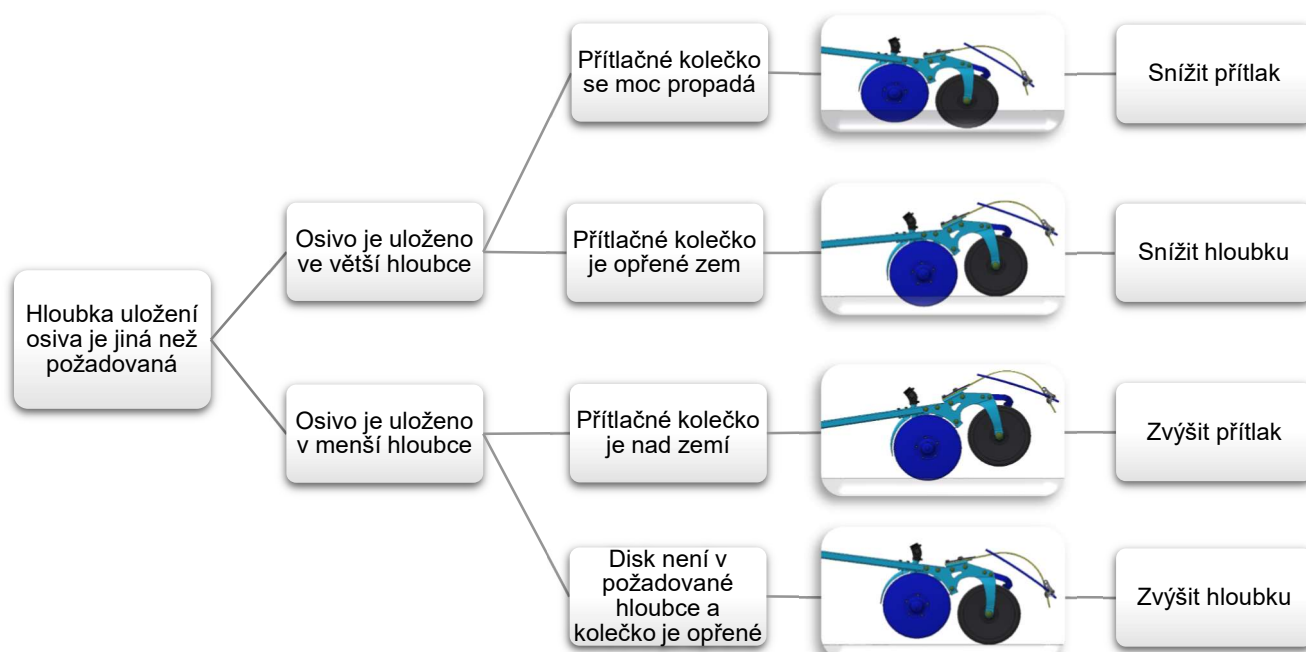 Hloubka uložení
osiva je jiná než
požadovaná
Osivo je uloženo
ve větší hloubce
Přítlačné kolečko
se moc propadá
Snížit přítlak
Přítlačné kolečko
je opřené zem
Snížit hloubku
Osivo je uloženo
v menší hloubce
Přítlačné kolečko
je nad zemí
Zvýšit přítlak
Disk není v
požadované
hloubce a
kolečko je opřené
Zvýšit hloubku